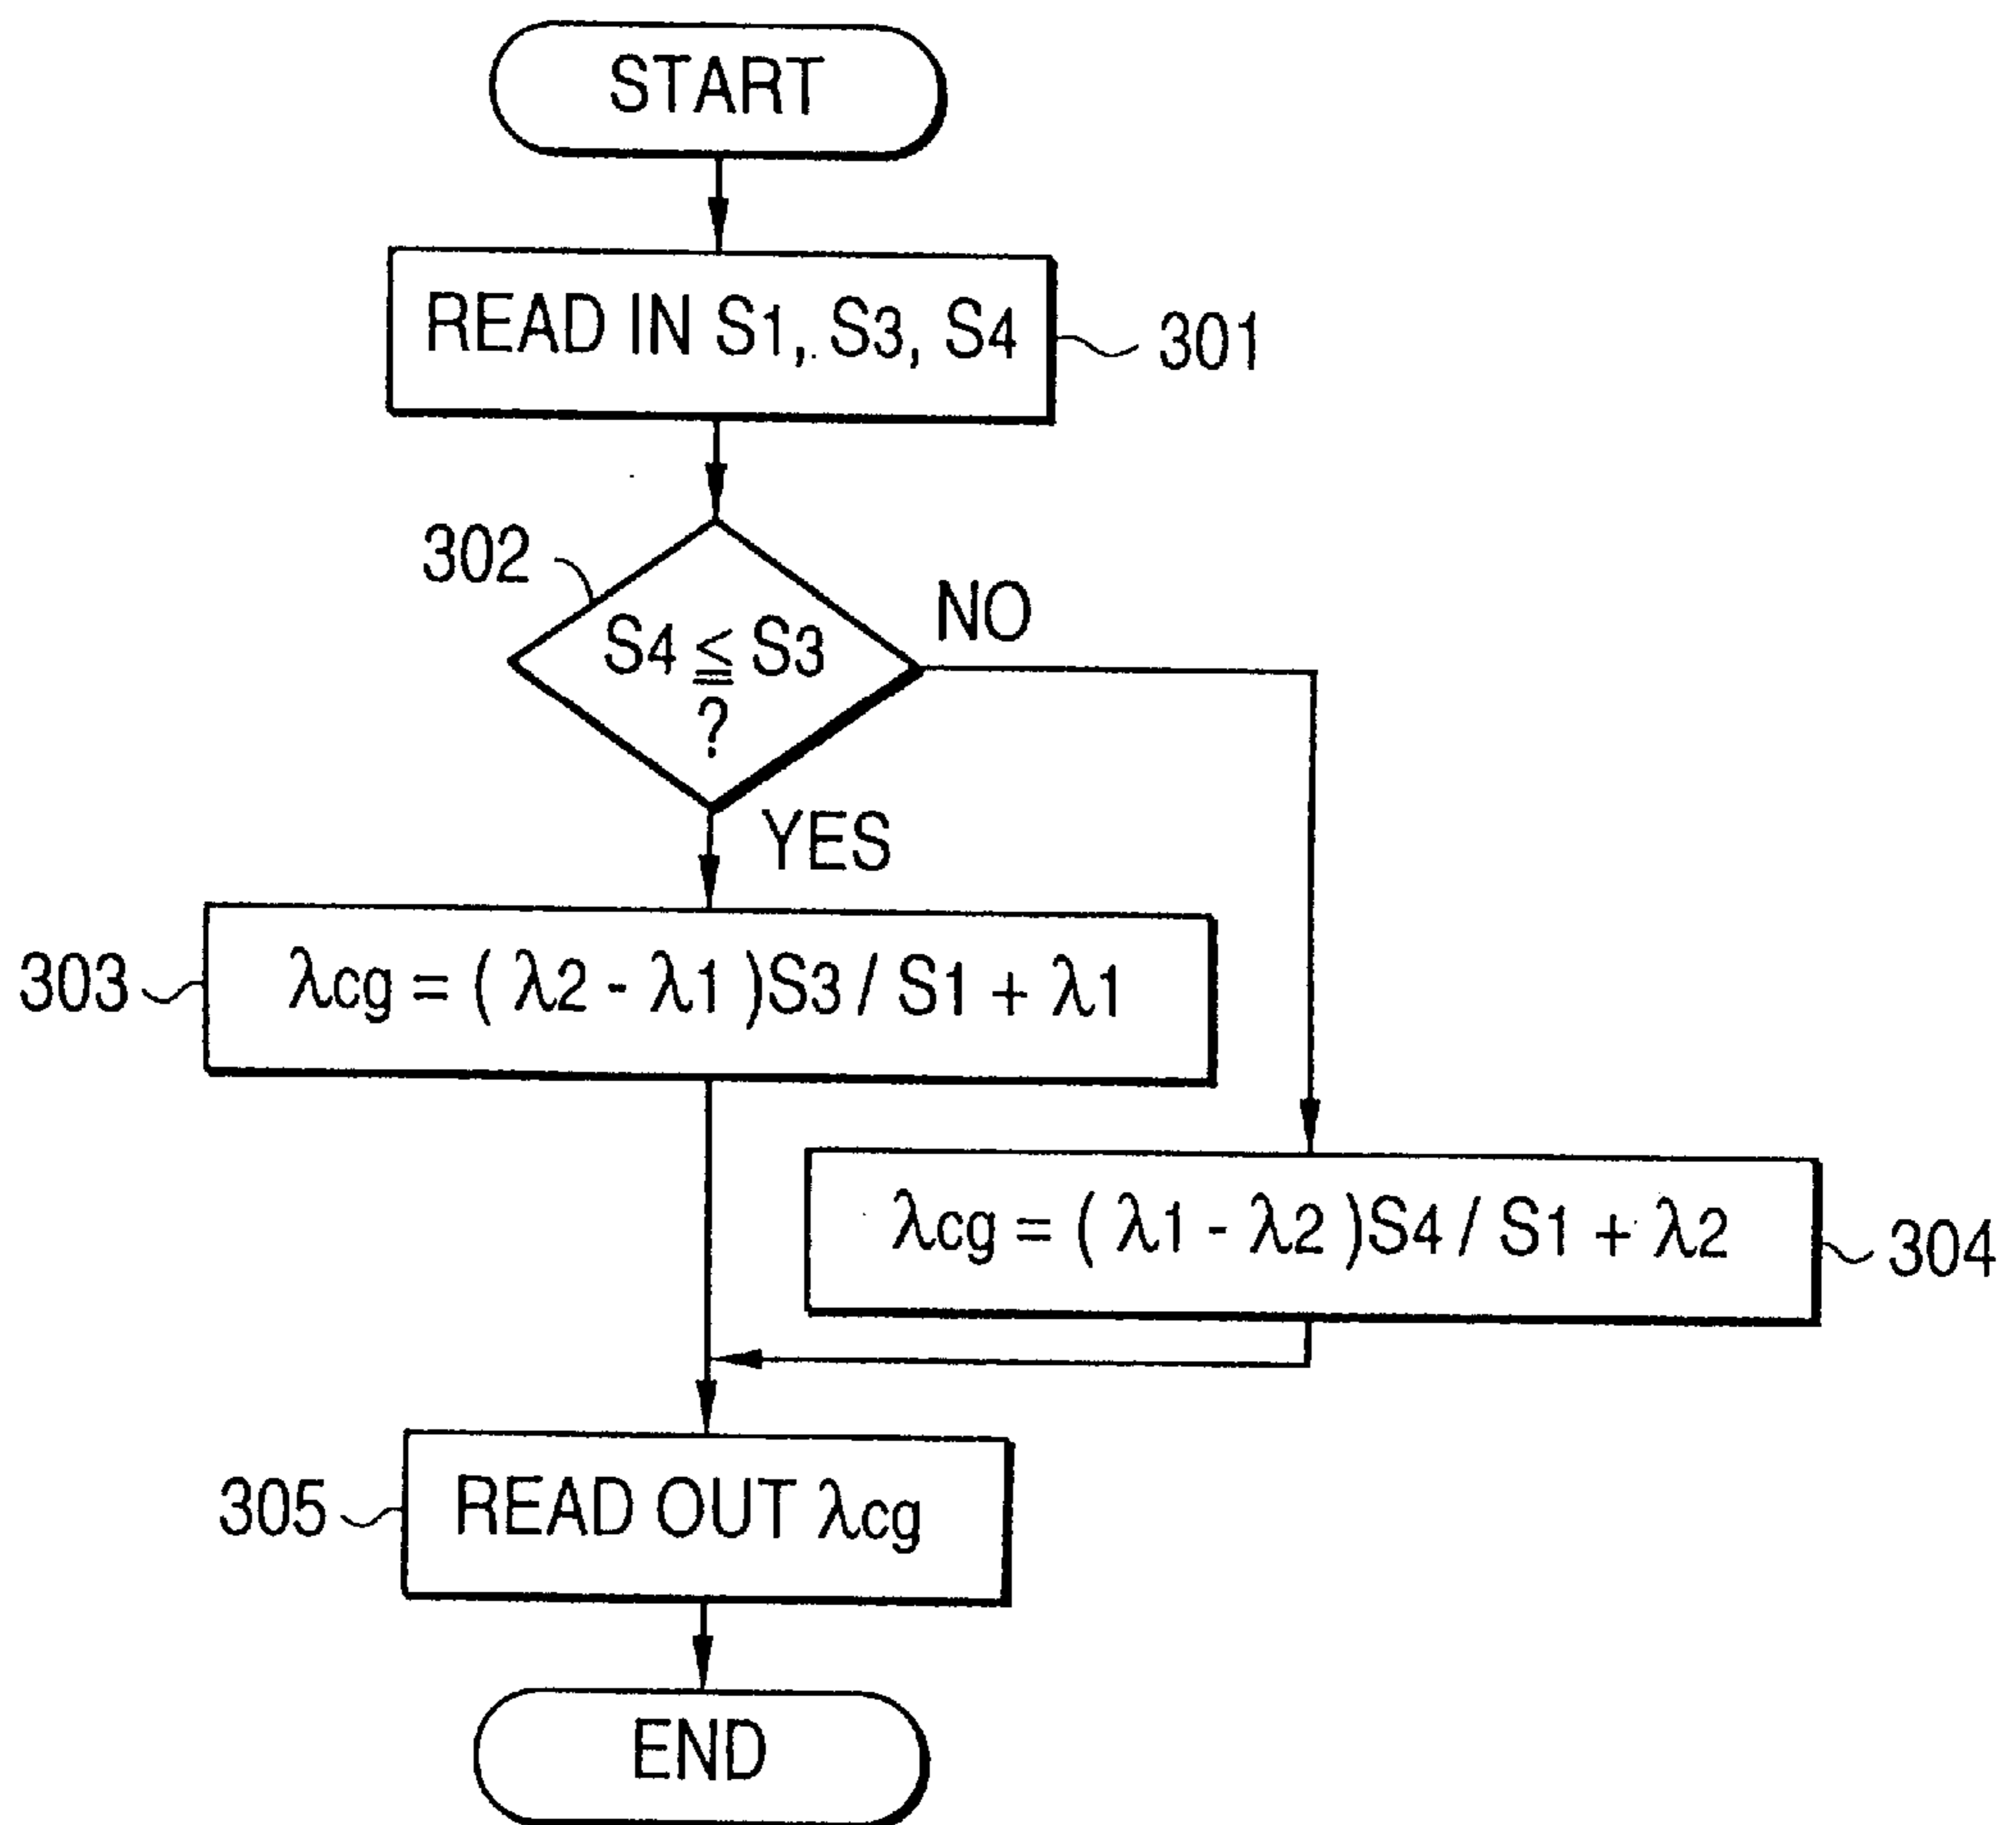 START
READ IN S1, S3, S4
301
302
S4 ≦ S3
?
NO
YES
303
λcg = ( λ2 - λ1 )S3 / S1 + λ1
λcg = ( λ1 - λ2 )S4 / S1 + λ2
304
305
READ OUT λcg
END